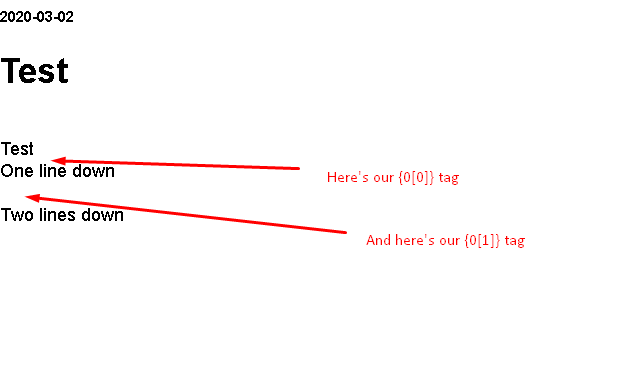 2020-03-02
Test
Test
One line down
Here's our {0[0]} tag
Two lines down
And here's our {0[1]} tag